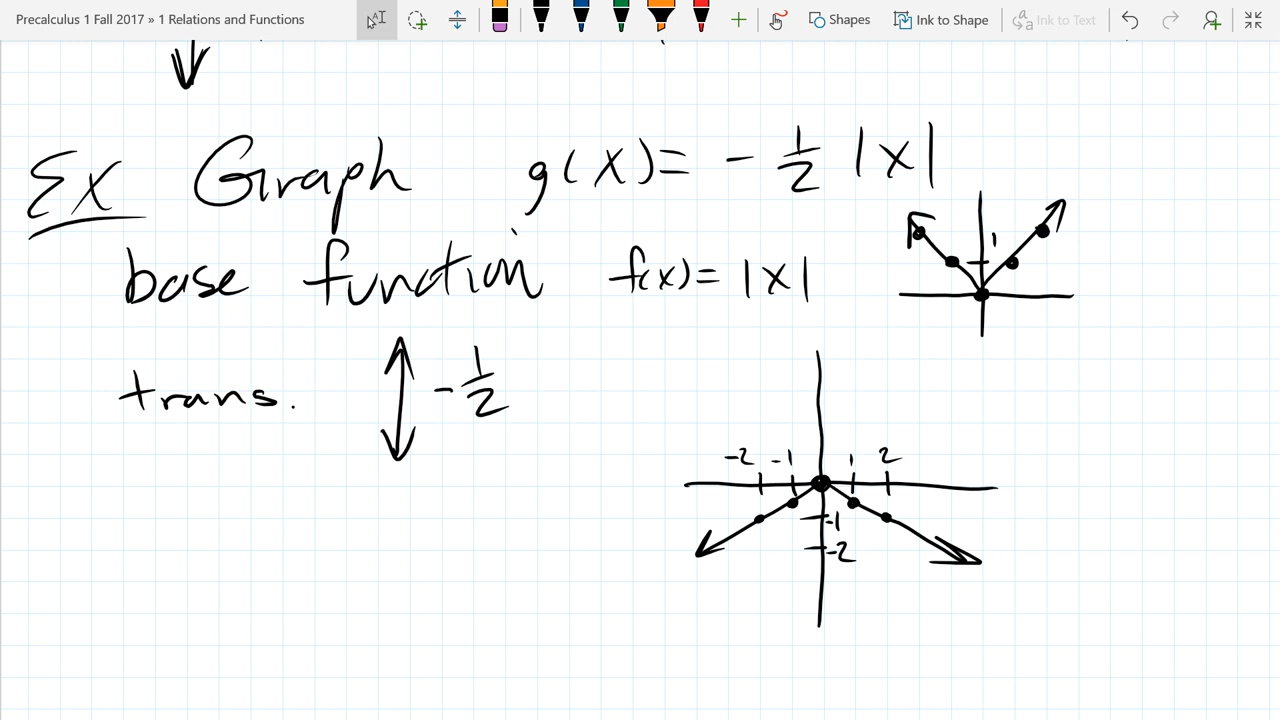 Precalculus 1 Fall 2017 » 1 Relations and Functions
Shapes
Ink to Shape
Ink to Text
Ex Graph g(x) = - 1/2 |x|
1
base function f(x) = |x|
trans. - 1/2
-2 -1 1 2
-1
-2